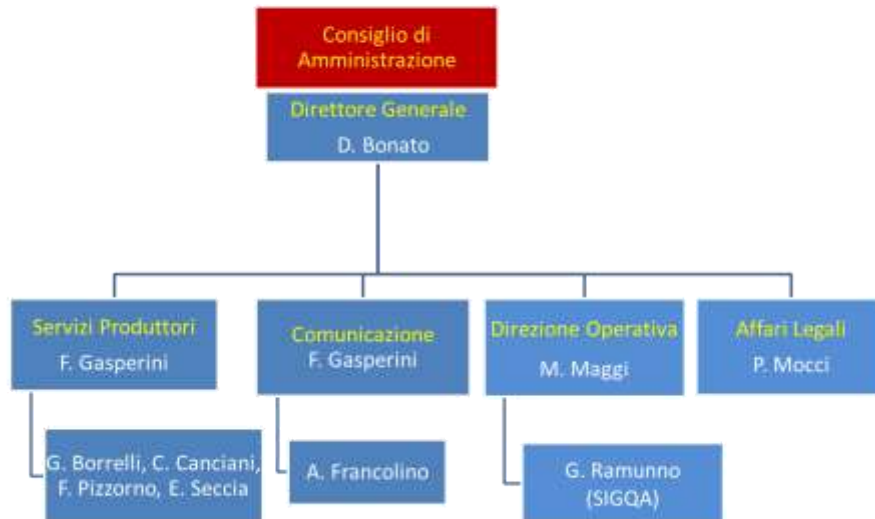 Consiglio di
Amministrazione
Direttore Generale
D. Bonato
Servizi Produttori
F. Gasperini
Comunicazione
F. Gasperini
Direzione Operativa
M. Maggi
Affari Legali
P. Mocci
G. Borrelli, C. Canciani,
F. Pizzorno, E. Seccia
A. Francolino
G. Ramunno
(SIGQA)